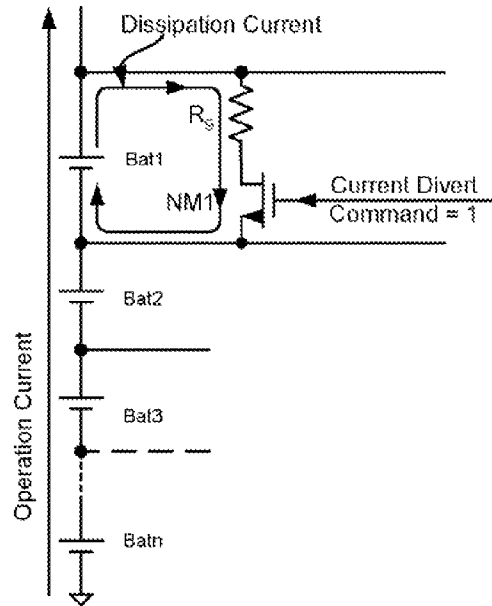 Dissipation Current
Rs
Bat1
NM1
Current Divert
Command = 1
Bat2
Bat3
Batn
Operation Current